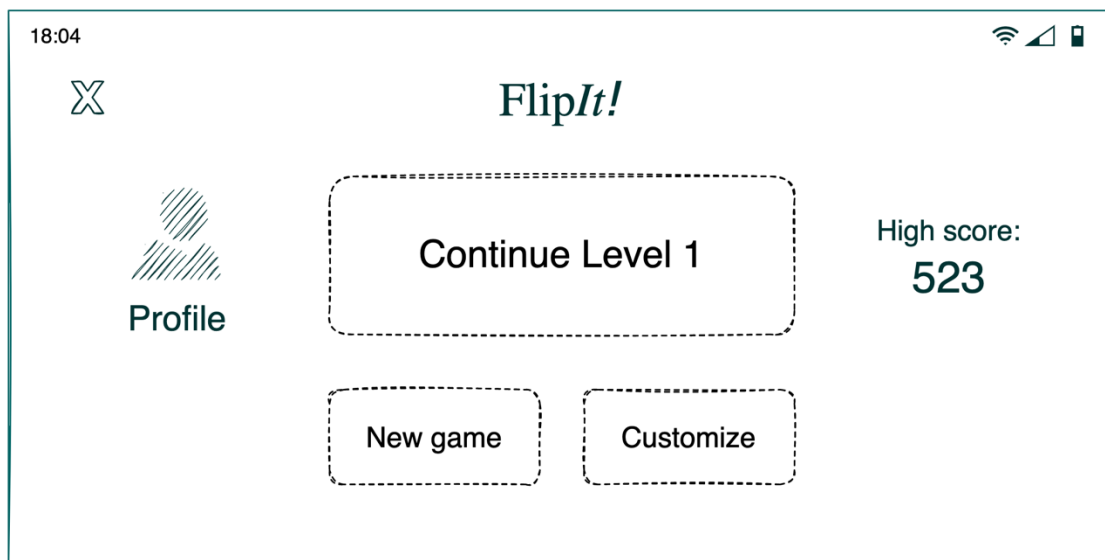 18:04
X
FlipIt!
Profile
Continue Level 1
High score:
523
New game
Customize